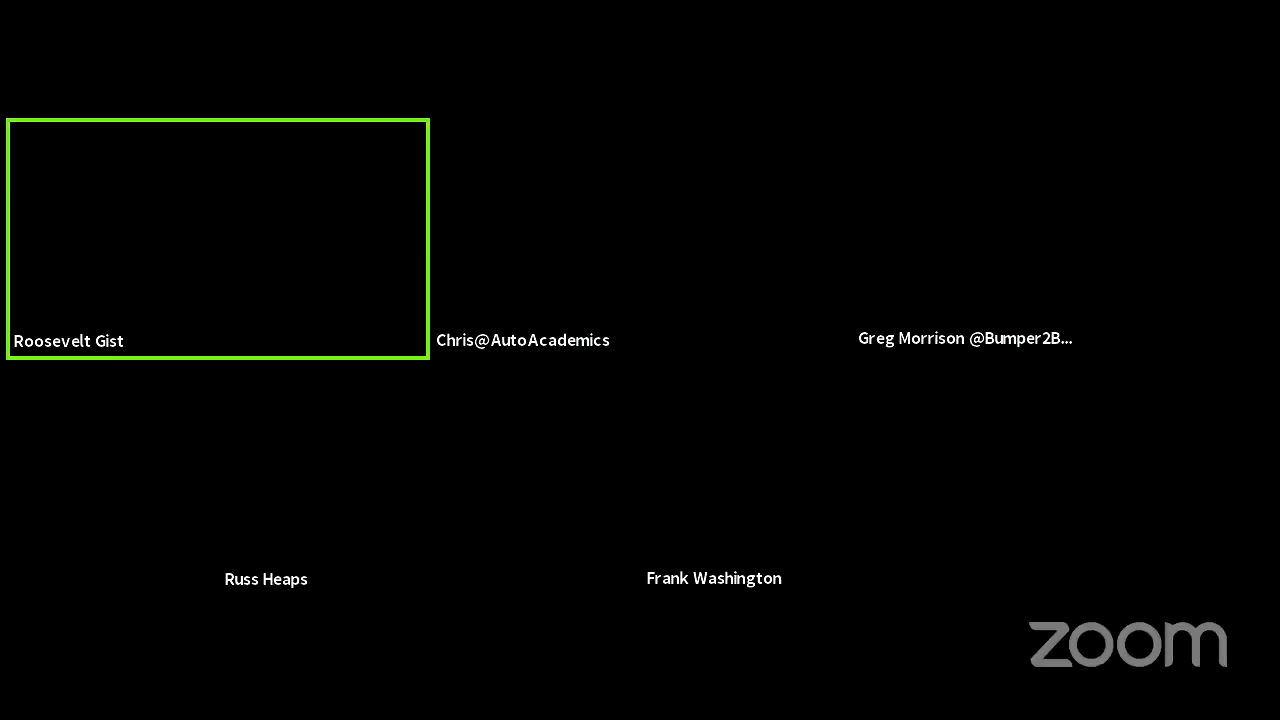 Roosevelt Gist
Chris@AutoAcademics
Greg Morrison @Bumper2B...
Russ Heaps
Frank Washington
zoom